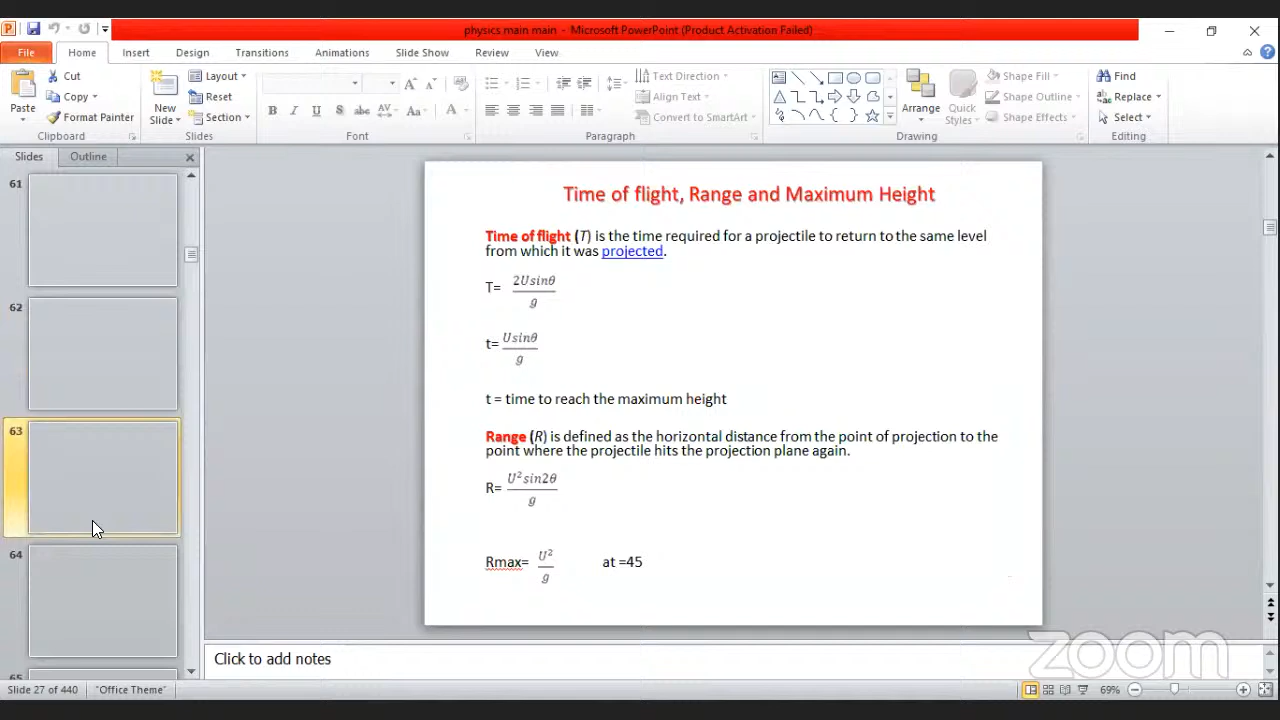 physics main main - Microsoft PowerPoint (Product Activation Failed)
File Home Insert Design Transitions Animations Slide Show Review View
Paste
Cut
Copy
Format Painter
Clipboard
New Slide
Layout
Reset
Section
Slides
B I U S abc AV Aa A
Font
Text Direction
Align Text
Convert to SmartArt
Paragraph
Arrange
Quick Styles
Shape Fill
Shape Outline
Shape Effects
Drawing
Find
Replace
Select
Editing
Slides Outline
61
62
63
64
65
Time of flight, Range and Maximum Height
Time of flight (T) is the time required for a projectile to return to the same level
from which it was projected.
T= 2Usinθ/g
t= Usinθ/g
t = time to reach the maximum height
Range (R) is defined as the horizontal distance from the point of projection to the
point where the projectile hits the projection plane again.
R= U²sin2θ/g
Rmax= U²/g at =45
Click to add notes
zoom
Slide 27 of 440 "Office Theme" 69%